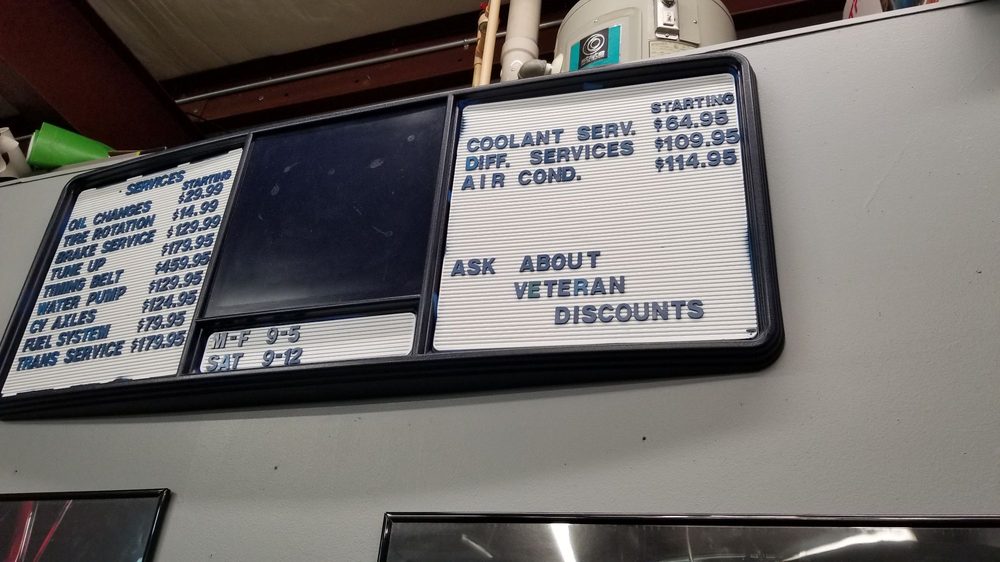 SERVICES STARTING
OIL CHANGES $29.99
TIRE ROTATION $14.99
BRAKE SERVICE $129.99
TUNE UP $179.95
TIMING BELT $459.95
WATER PUMP $129.95
CV AXLES $124.95
FUEL SYSTEM $79.95
TRANS SERVICE $179.95
M-F 9-5
SAT 9-12
STARTING
COOLANT SERV. $64.95
DIFF. SERVICES $109.95
AIR COND. $114.95
ASK ABOUT
VETERAN
DISCOUNTS